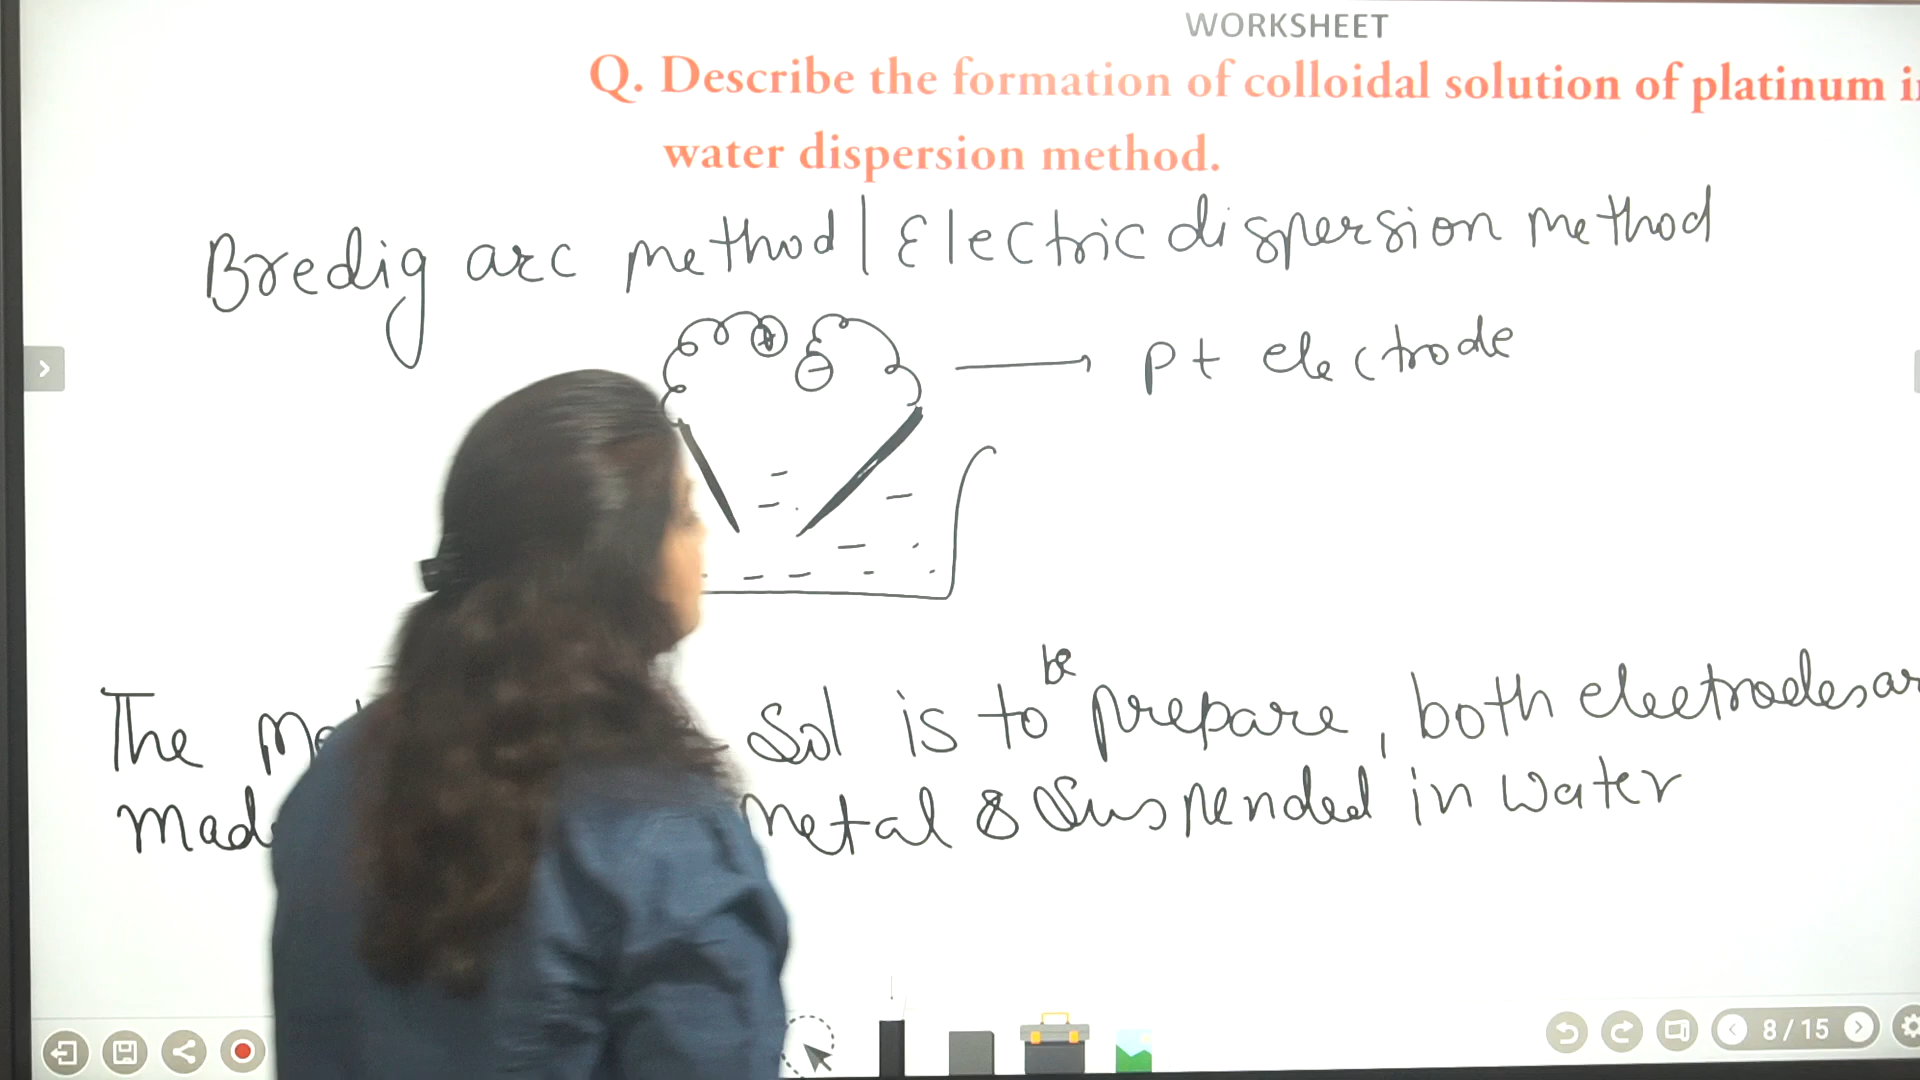 WORKSHEET
Q. Describe the formation of colloidal solution of platinum
water dispersion method.
Bredig arc method | Electric dispersion method
+
−
pt electrode
be
The Sol is to prepare, both electrodes
metal & Suspended in water
8/15